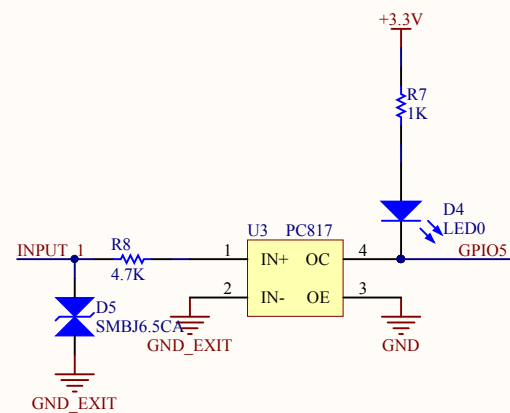 +3.3V
R7
1K
D4
LED0
U3 PC817
INPUT_1
R8
4.7K
1 IN+ OC 4
GPIO5
2 IN- OE 3
D5
SMBJ6.5CA
GND_EXIT
GND
GND_EXIT